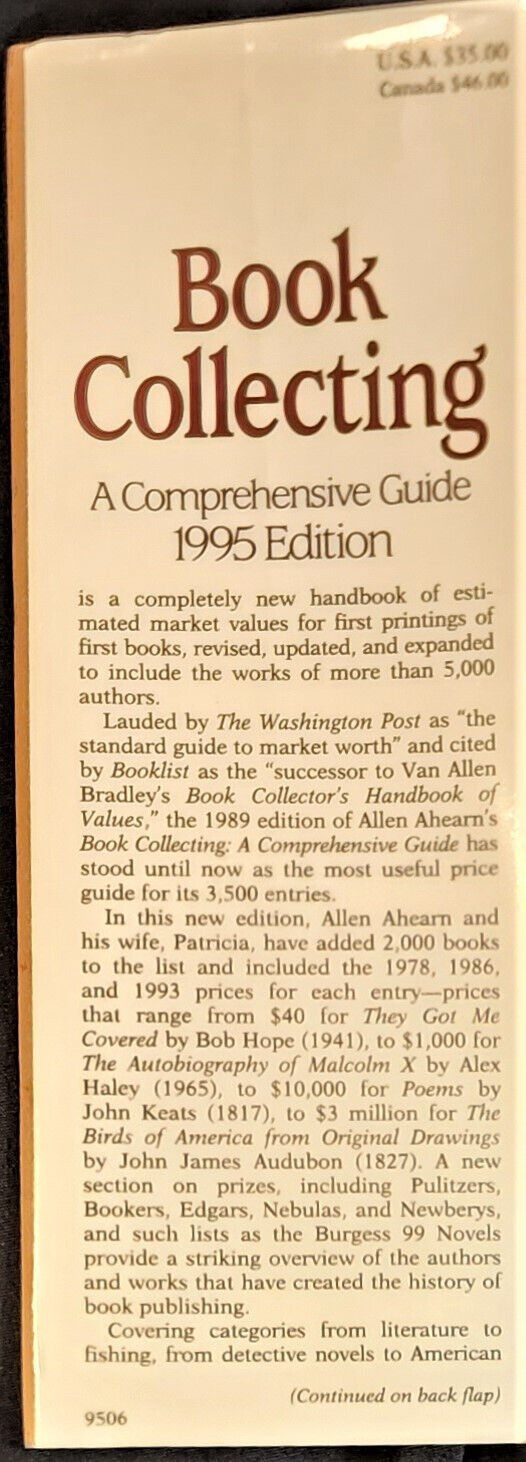 U.S.A. $35.00
Canada $46.00
Book
Collecting
A Comprehensive Guide
1995 Edition
is a completely new handbook of esti-
mated market values for first printings of
first books, revised, updated, and expanded
to include the works of more than 5,000
authors.
Lauded by The Washington Post as "the
standard guide to market worth" and cited
by Booklist as the "successor to Van Allen
Bradley's Book Collector's Handbook of
Values," the 1989 edition of Allen Ahearn's
Book Collecting: A Comprehensive Guide has
stood until now as the most useful price
guide for its 3,500 entries.
In this new edition, Allen Ahearn and
his wife, Patricia, have added 2,000 books
to the list and included the 1978, 1986,
and 1993 prices for each entry—prices
that range from $40 for They Got Me
Covered by Bob Hope (1941), to $1,000 for
The Autobiography of Malcolm X by Alex
Haley (1965), to $10,000 for Poems by
John Keats (1817), to $3 million for The
Birds of America from Original Drawings
by John James Audubon (1827). A new
section on prizes, including Pulitzers,
Bookers, Edgars, Nebulas, and Newberys,
and such lists as the Burgess 99 Novels
provide a striking overview of the authors
and works that have created the history of
book publishing.
Covering categories from literature to
fishing, from detective novels to American
(Continued on back flap)
9506